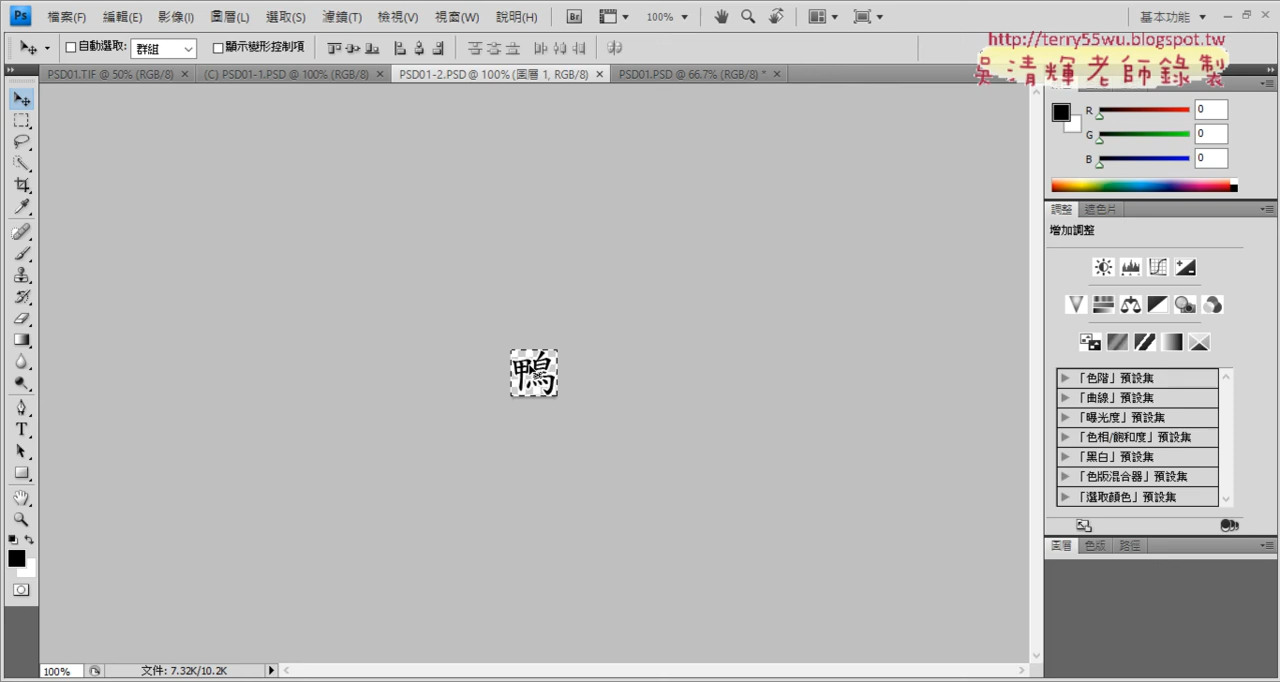 Ps 檔案(F) 編輯(E) 影像(I) 圖層(L) 選取(S) 濾鏡(T) 檢視(V) 視窗(W) 說明(H) Br 100% 基本功能
自動選取: 群組 顯示變形控制項
http://terry55wu.blogspot.tw
吳清輝老師錄製
PSD01.TIF @ 50% (RGB/8) (C) PSD01-1.PSD @ 100% (RGB/8) PSD01-2.PSD @ 100% (圖層 1, RGB/8) PSD01.PSD @ 66.7% (RGB/8) *
R 0
G 0
B 0
調整 遮色片
增加調整
「色階」預設集
「曲線」預設集
「曝光度」預設集
「色相/飽和度」預設集
「黑白」預設集
「色版混合器」預設集
「選取顏色」預設集
圖層 色版 路徑
鴨
100% 文件: 7.32K/10.2K